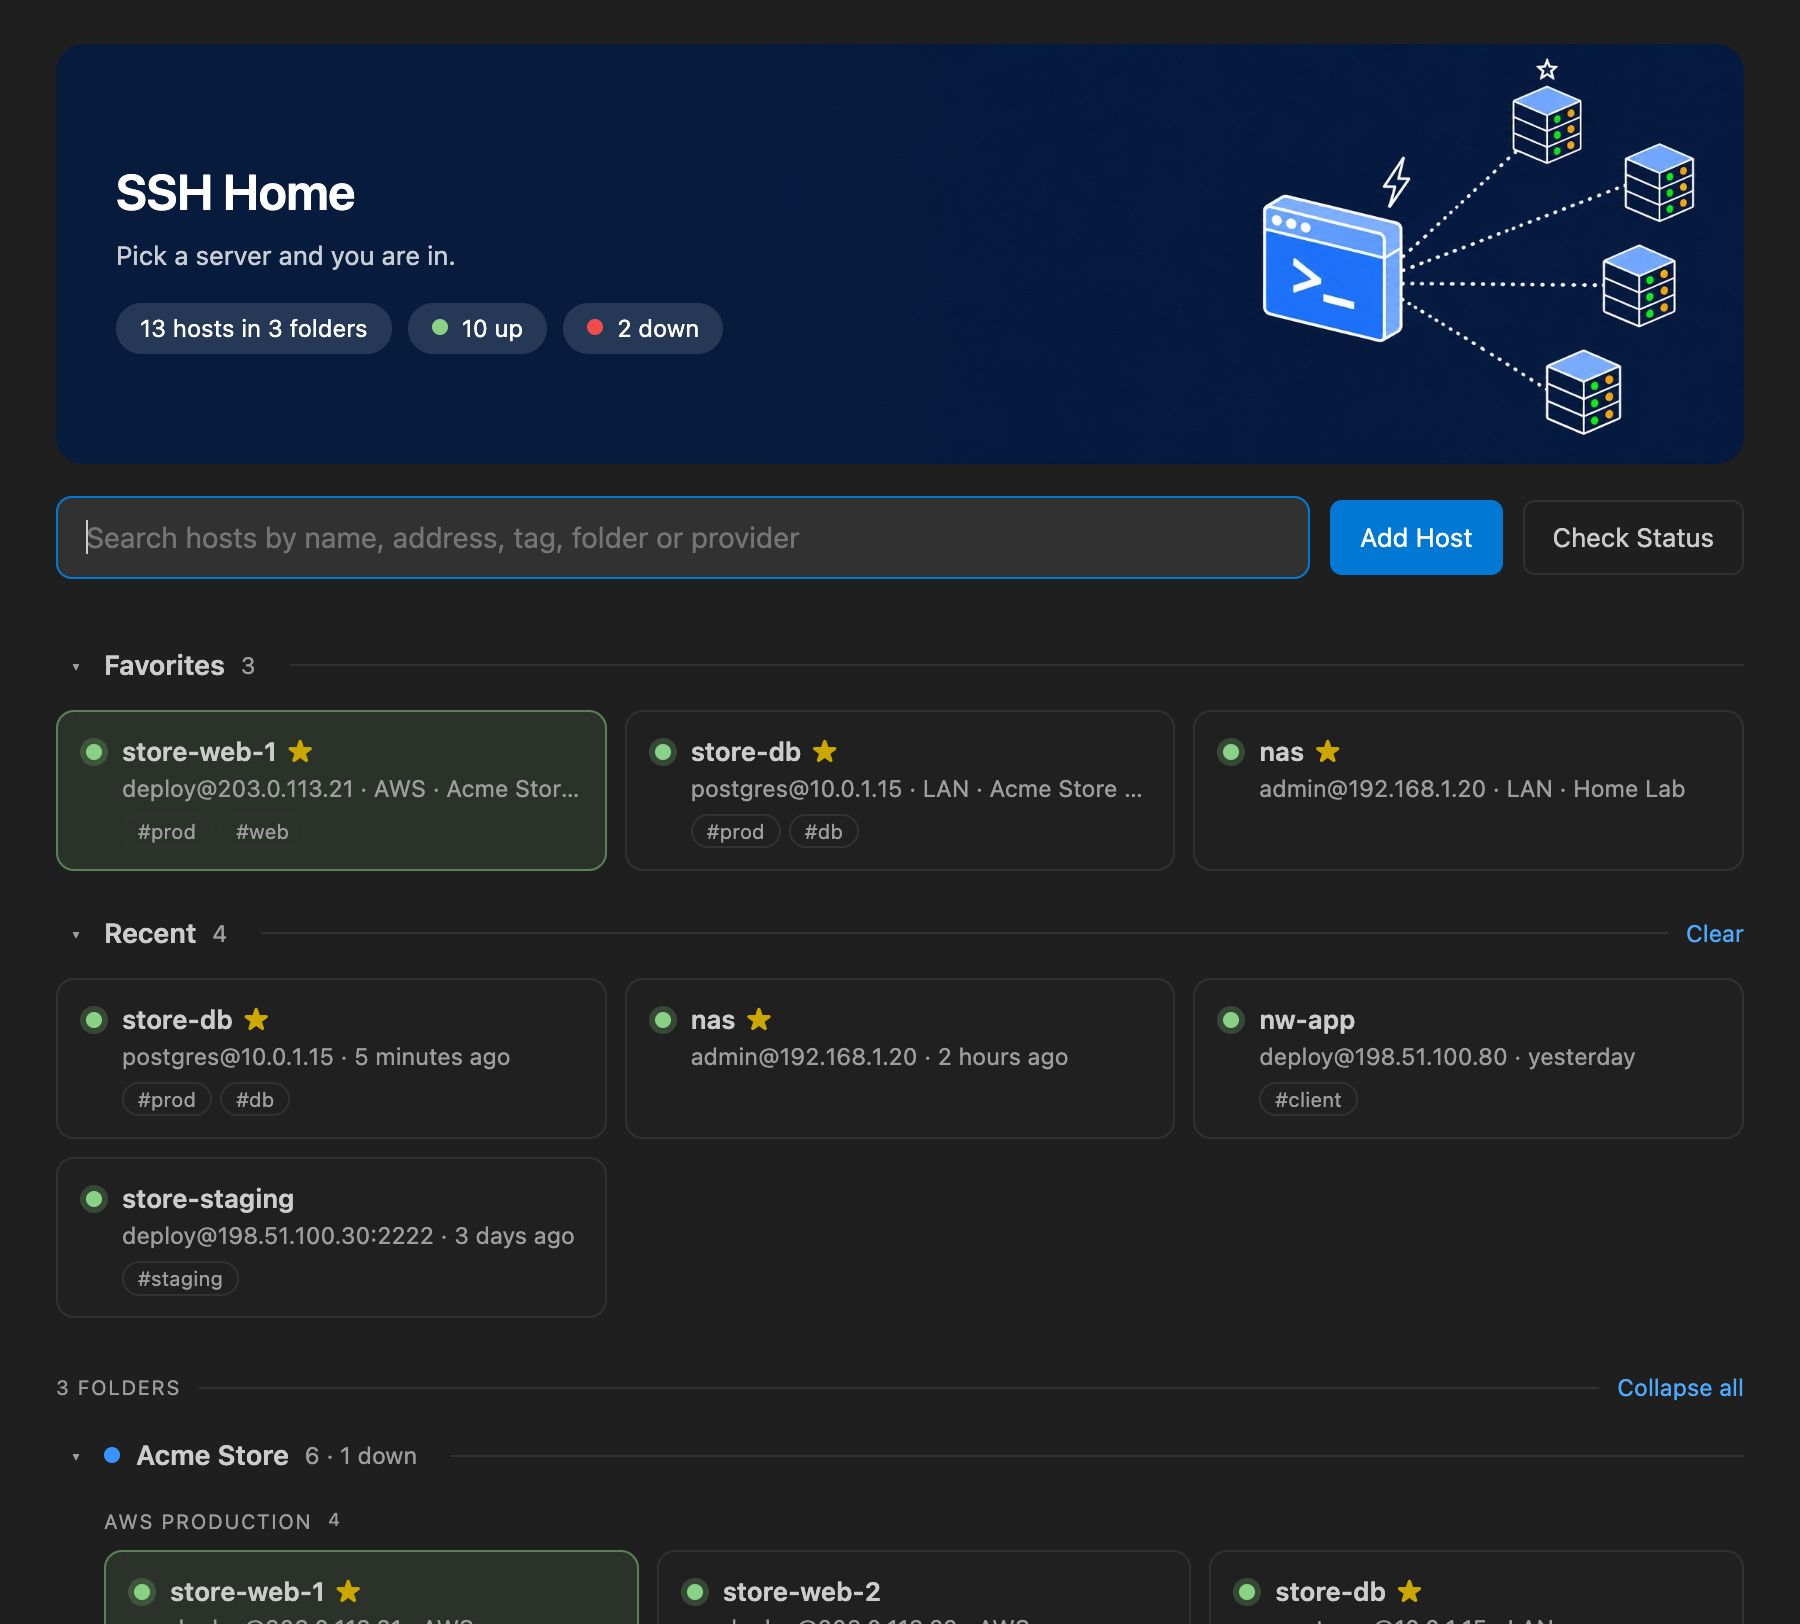 SSH Home
Pick a server and you are in.
13 hosts in 3 folders
10 up
2 down
>_
Search hosts by name, address, tag, folder or provider
Add Host
Check Status
Favorites 3
store-web-1
deploy@203.0.113.21 · AWS · Acme Stor...
#prod #web
store-db
postgres@10.0.1.15 · LAN · Acme Store ...
#prod #db
nas
admin@192.168.1.20 · LAN · Home Lab
Recent 4
Clear
store-db
postgres@10.0.1.15 · 5 minutes ago
#prod #db
nas
admin@192.168.1.20 · 2 hours ago
nw-app
deploy@198.51.100.80 · yesterday
#client
store-staging
deploy@198.51.100.30:2222 · 3 days ago
#staging
3 FOLDERS
Collapse all
Acme Store 6 · 1 down
AWS PRODUCTION 4
store-web-1
store-web-2
store-db